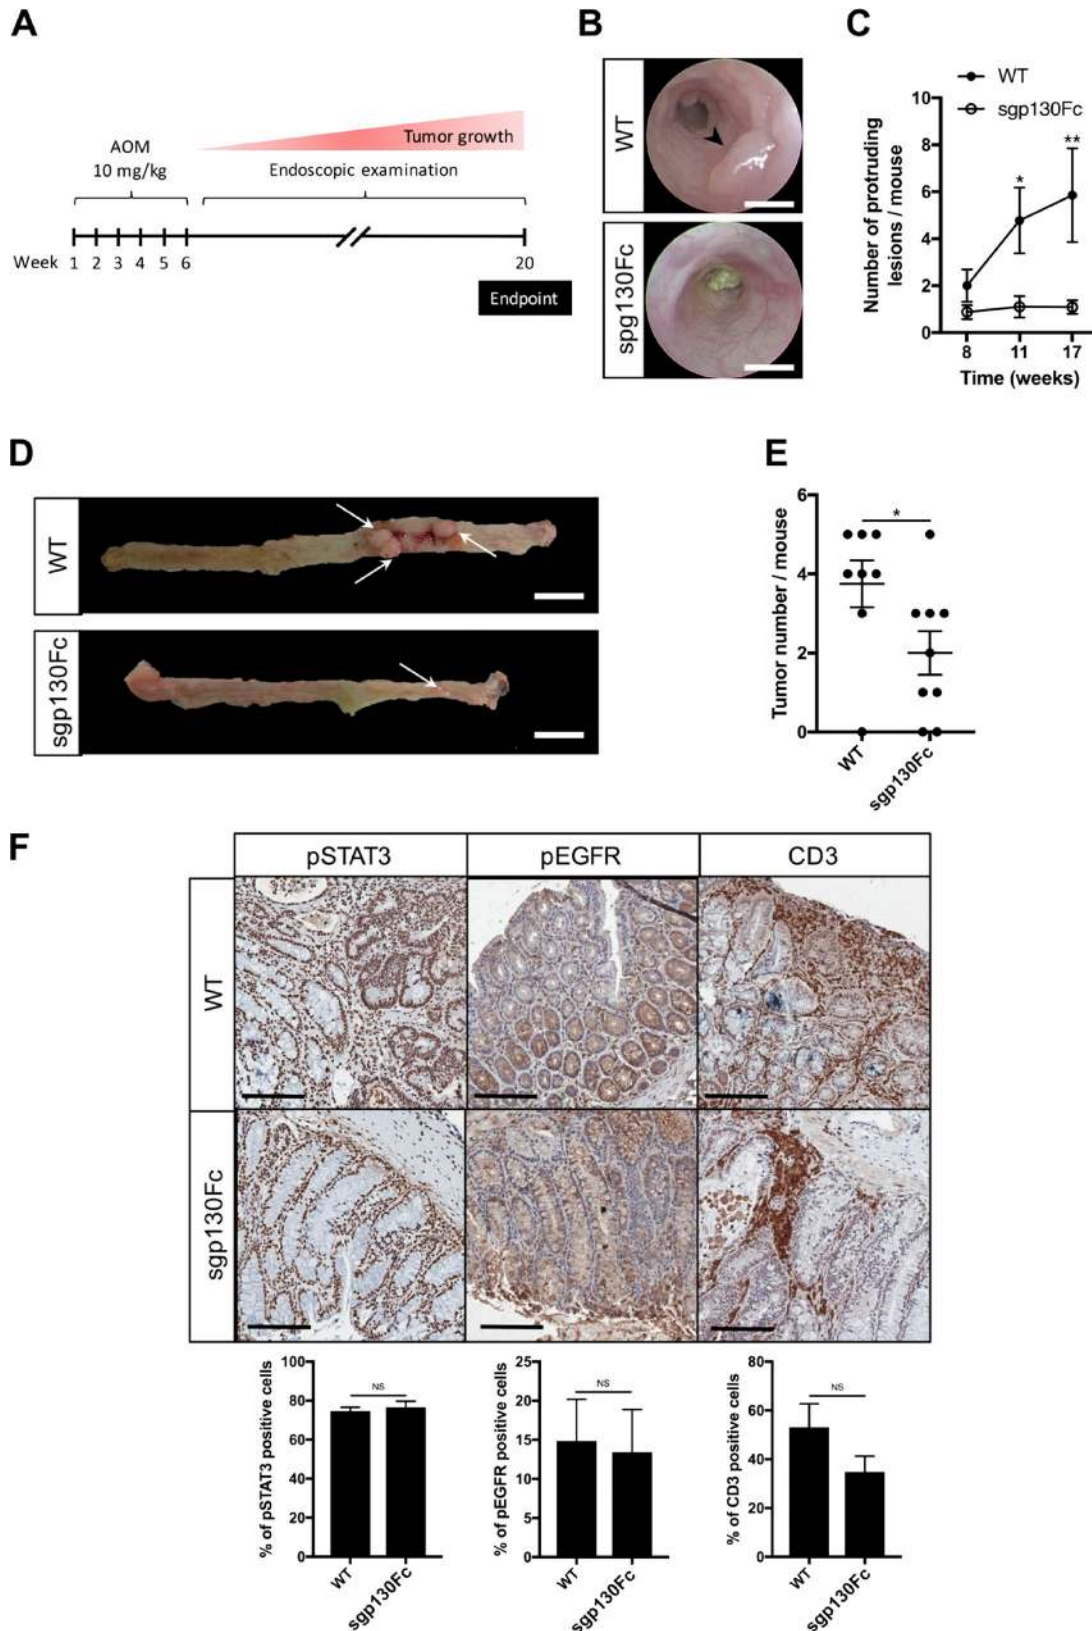 A
AOM
10 mg/kg
Tumor growth
Endoscopic examination
Week
1 2 3 4 5 6 20
Endpoint
B
WT
spg130Fc
C
WT
sgp130Fc
Number of protruding
lesions / mouse
10
8
6
4
2
0
*
**
8 11 17
Time (weeks)
D
WT
sgp130Fc
E
Tumor number / mouse
6
4
2
0
*
WT
sgp130Fc
F
pSTAT3 pEGFR CD3
WT
sgp130Fc
% of pSTAT3 positive cells
100
80
60
40
20
0
NS
WT
sgp130Fc
% of pEGFR positive cells
25
20
15
10
5
0
NS
WT
sgp130Fc
% of CD3 positive cells
80
60
40
20
0
NS
WT
sgp130Fc